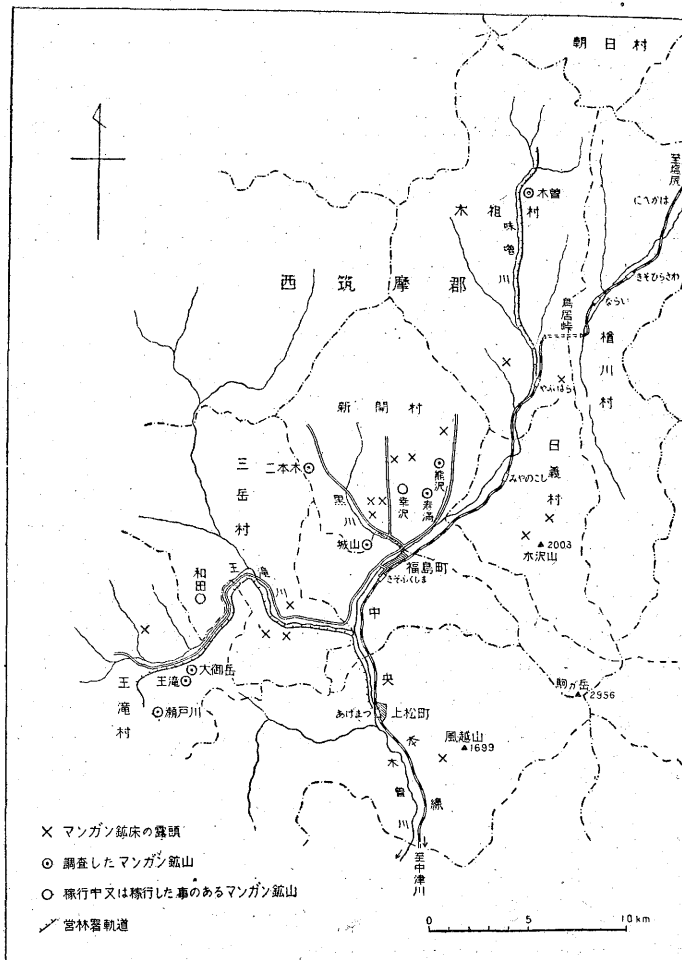 朝日村
至塩尻
にへかは
木曽
木祖村
味噌川
きそひらさわ
ならい
西筑摩郡
鳥居峠
楢川村
やぶはら
新開村
日義村
三岳村
二本木
熊沢
幸沢
寿満
みやのこし
黒川
城山
福島町
きそふくしま
2003
水沢山
和田
王滝川
中央線
駒ヶ岳
2956
大御岳
王滝
王滝村
瀬戸川
あげまつ
上松町
風越山
1699
木曽川
至中津川
× マンガン鉱床の露頭
◉ 調査したマンガン鉱山
○ 稼行中又は稼行した事のあるマンガン鉱山
営林署軌道
0 5 10km